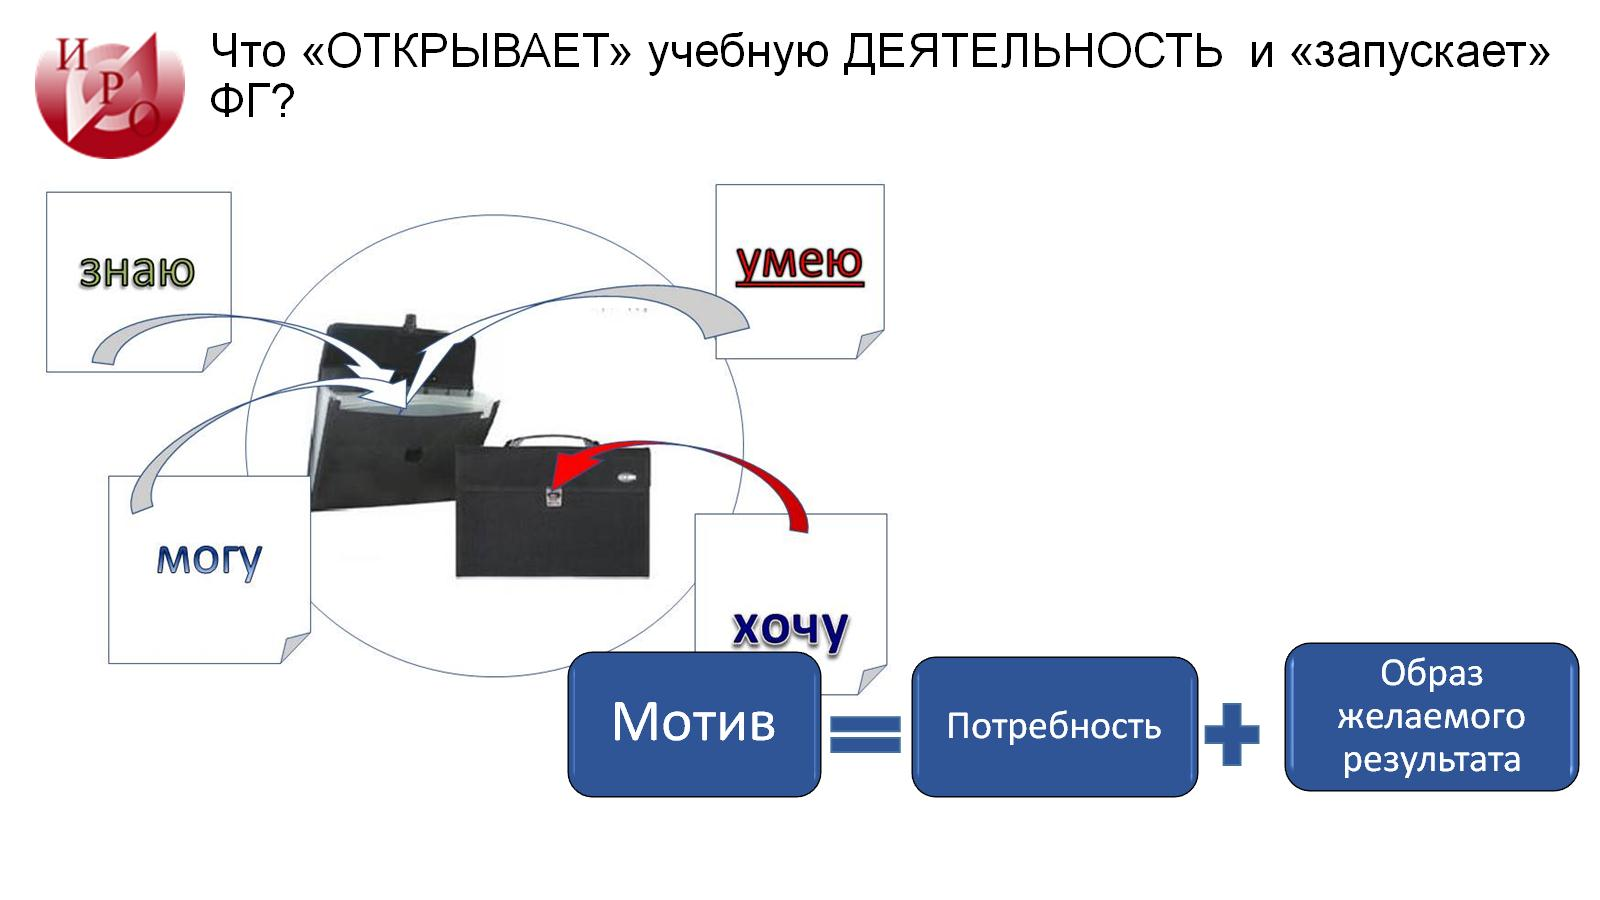 И
Р
О
Что «ОТКРЫВАЕТ» учебную ДЕЯТЕЛЬНОСТЬ и «запускает»
ФГ?
знаю
умею
могу
хочу
Мотив
=
Потребность
+
Образ
желаемого
результата